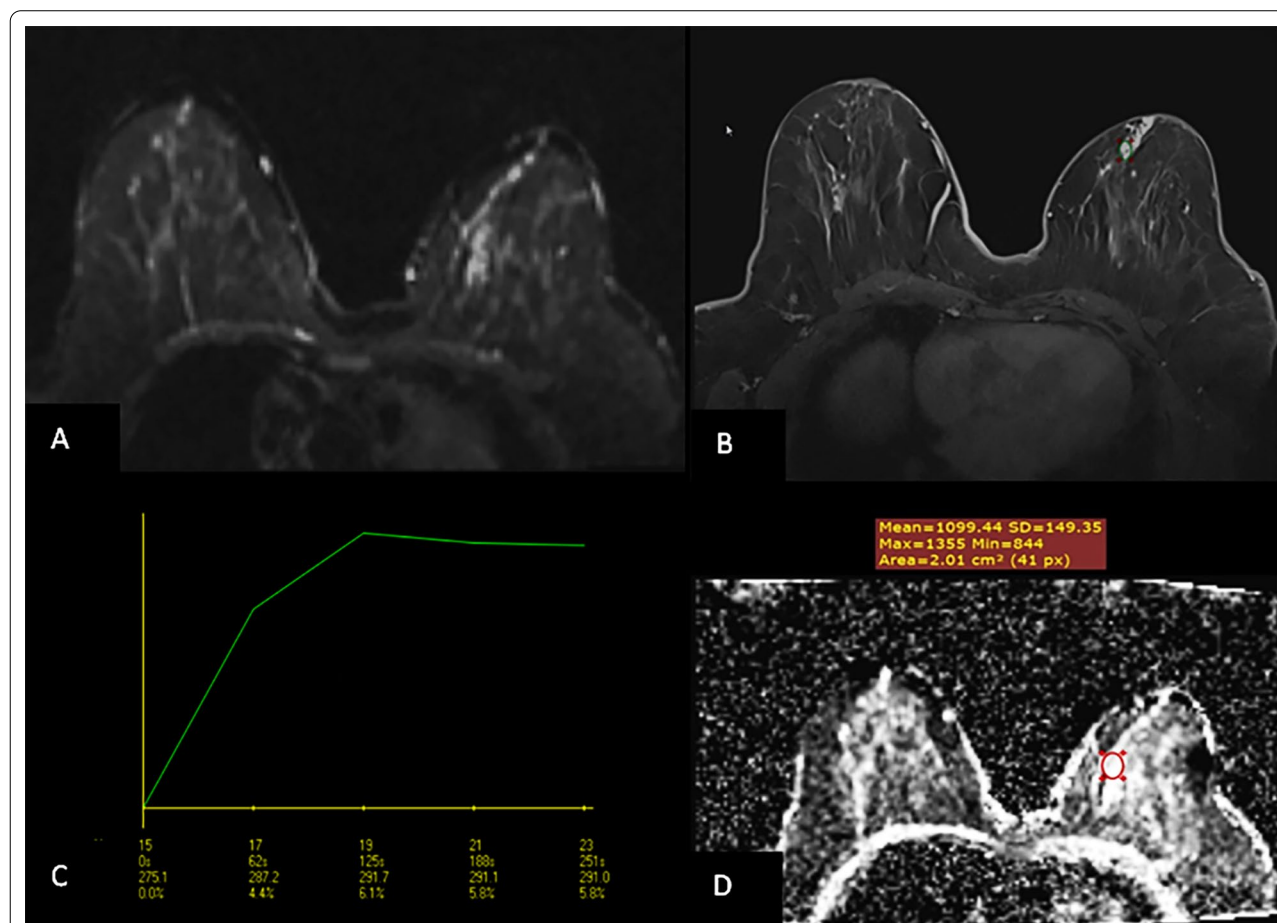 A
B
Mean=1099.44 SD=149.35
Max=1355 Min=844
Area=2.01 cm² (41 px)
15 17 19 21 23
0s 62s 125s 188s 251s
275.1 287.2 291.7 291.1 291.0
0.0% 4.4% 6.1% 5.8% 5.8%
C
D